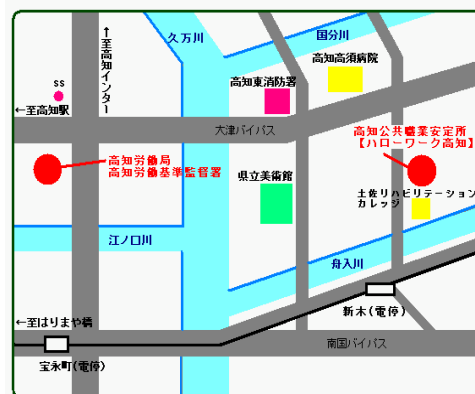 ←至高知インター
久万川
国分川
高知高須病院
ss
高知東消防署
←至高知駅
大津バイパス
高知公共職業安定所
【ハローワーク高知】
高知労働局
高知労働基準監督署
県立美術館
土佐リハビリテーション
カレッジ
江ノ口川
舟入川
新木(電停)
←至はりまや橋
南国バイパス
宝永町(電停)